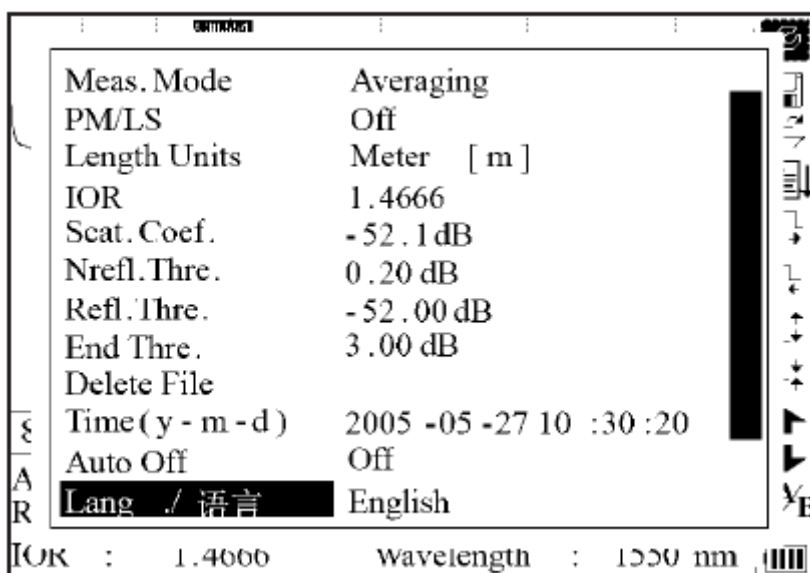 Meas. Mode Averaging
PM/LS Off
Length Units Meter [ m ]
IOR 1.4666
Scat. Coef. -52.1dB
Nrefl.Thre. 0.20 dB
Refl.Thre. -52.00 dB
End Thre. 3.00 dB
Delete File
Time( y - m -d ) 2005 -05 -27 10 :30 :20
Auto Off Off
Lang ./ 语言 English
A
R
IOR : 1.4666 Wavelength : 1550 nm